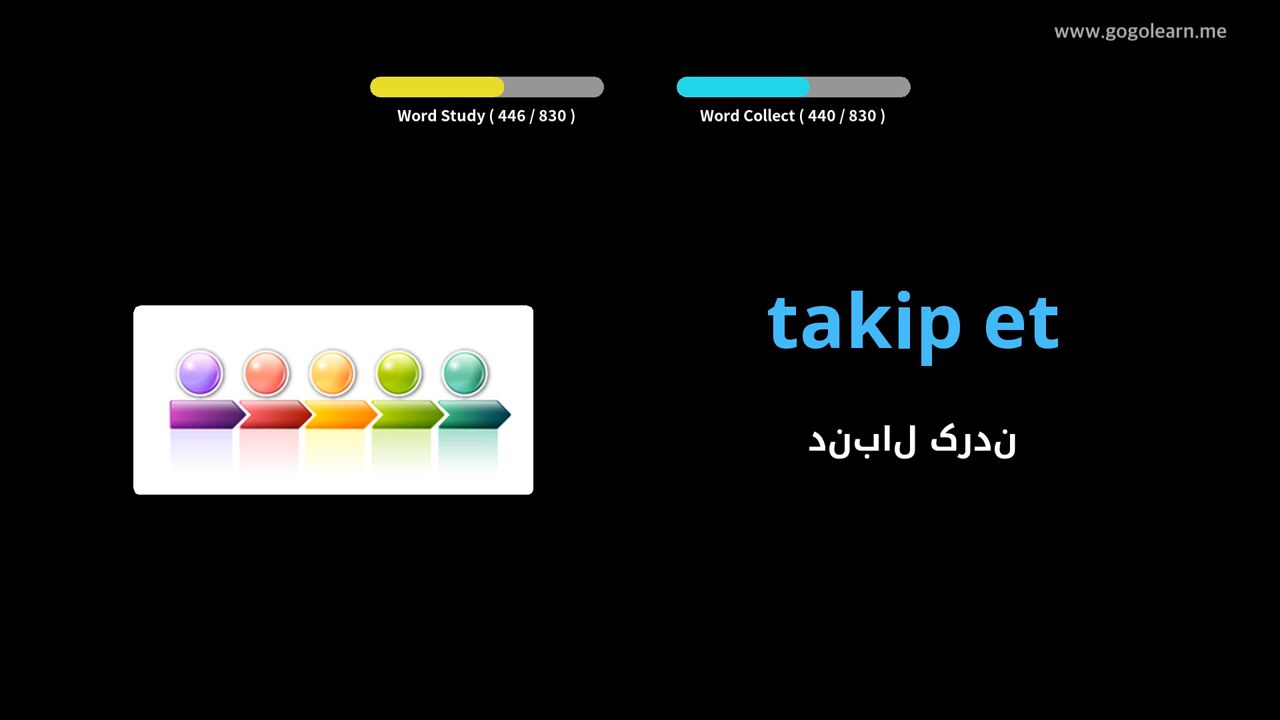 www.gogolearn.me
Word Study ( 446 / 830 )
Word Collect ( 440 / 830 )
takip et
دنبال کردن